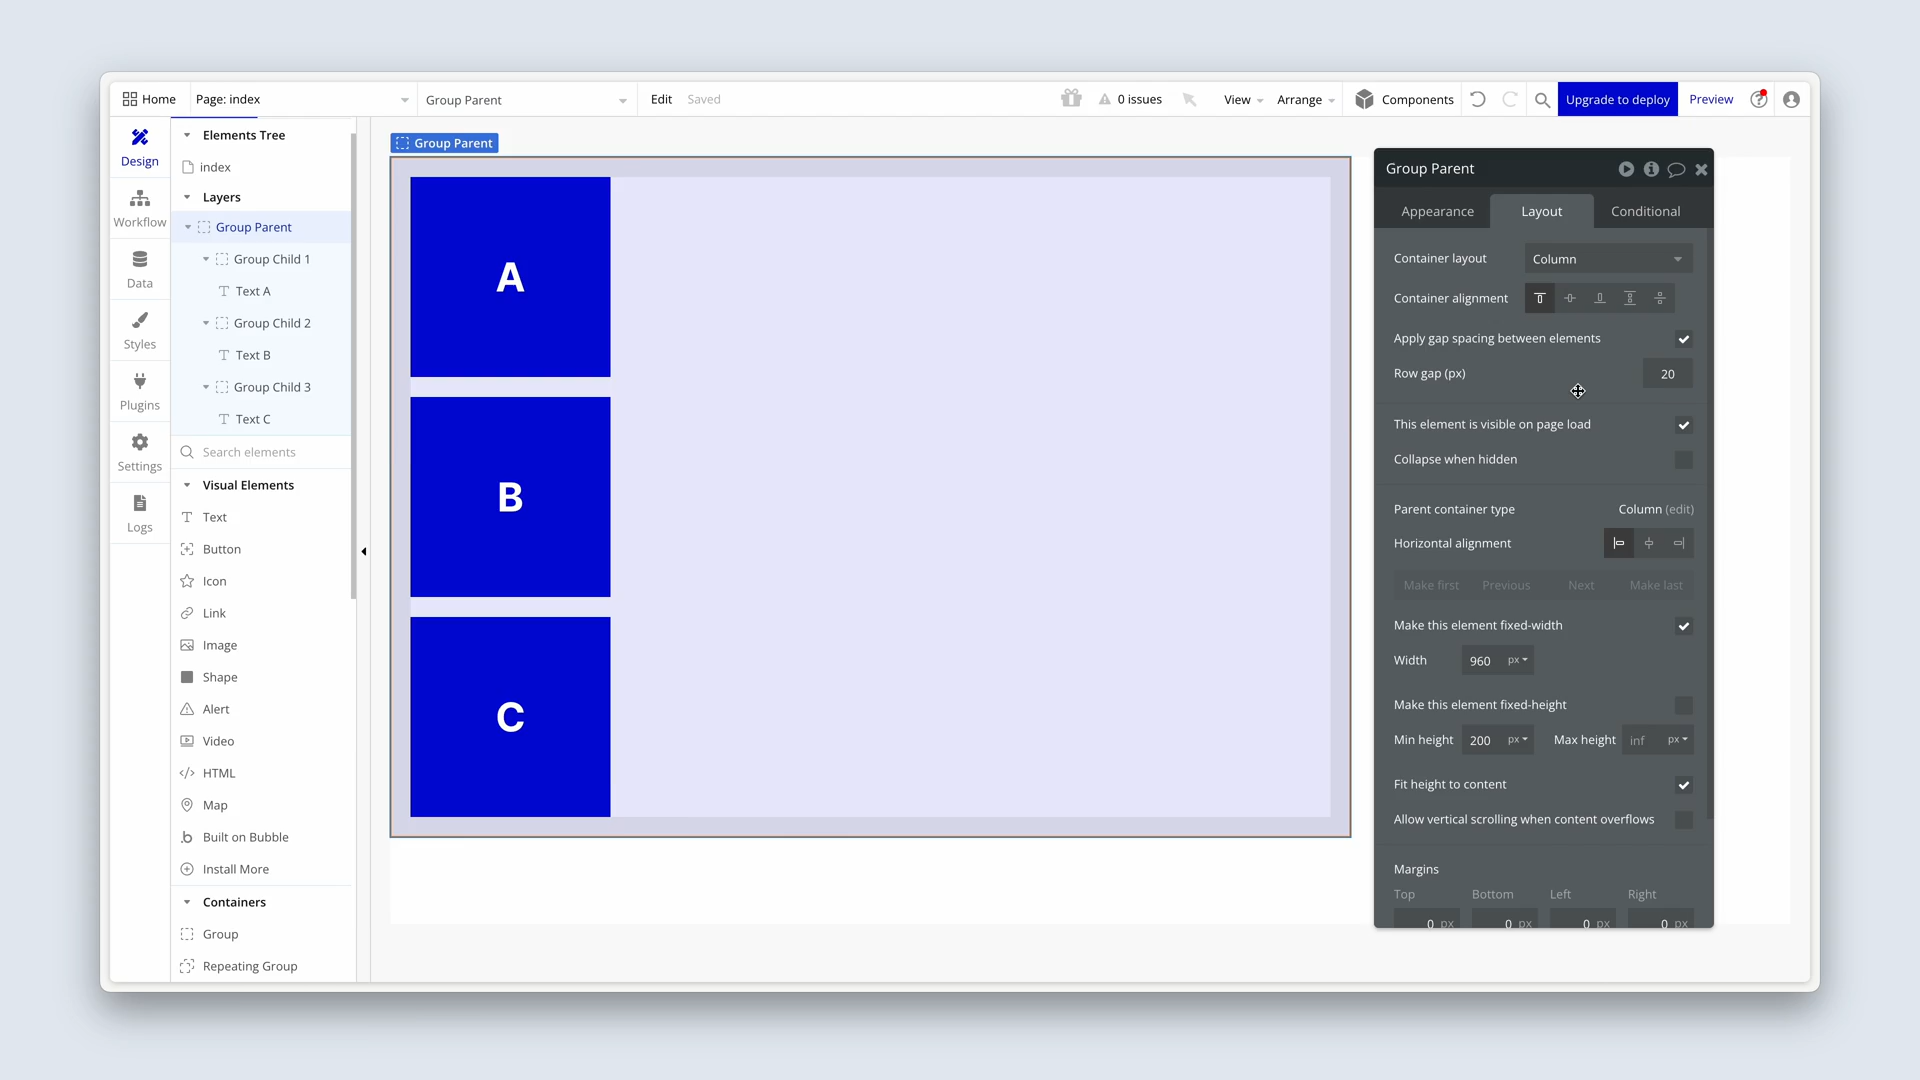 Home
Page: index
Group Parent
Edit
Saved
0 issues
View
Arrange
Components
Upgrade to deploy
Preview
Design
Workflow
Data
Styles
Plugins
Settings
Logs
Elements Tree
index
Layers
Group Parent
Group Child 1
Text A
Group Child 2
Text B
Group Child 3
Text C
Search elements
Visual Elements
Text
Button
Icon
Link
Image
Shape
Alert
Video
HTML
Map
Built on Bubble
Install More
Containers
Group
Repeating Group
Group Parent
A
B
C
Group Parent
Appearance
Layout
Conditional
Container layout
Column
Container alignment
Apply gap spacing between elements
Row gap (px)
20
This element is visible on page load
Collapse when hidden
Parent container type
Column (edit)
Horizontal alignment
Make first
Previous
Next
Make last
Make this element fixed-width
Width
960
px
Make this element fixed-height
Min height
200
px
Max height
inf
px
Fit height to content
Allow vertical scrolling when content overflows
Margins
Top
Bottom
Left
Right
0 px
0 px
0 px
0 px